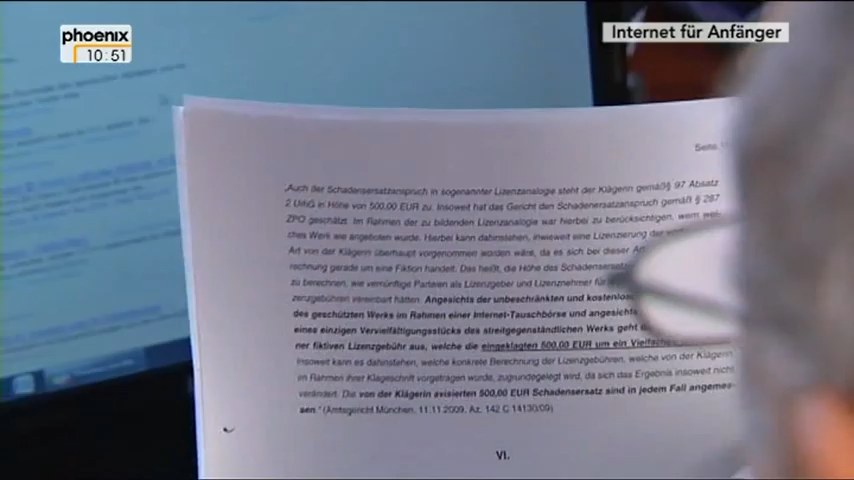 phoenix
10:51
Internet für Anfänger
Seite
„Auch der Schadensersatzanspruch in sogenannter Lizenzanalogie steht der Klägerin gemäß § 97 Absatz
2 UrhG in Höhe von 500,00 EUR zu. Insoweit hat das Gericht den Schadenersatzanspruch gemäß § 287
ZPO geschätzt. Im Rahmen der zu bildenden Lizenzanalogie war hierbei zu berücksichtigen, wem wel-
ches Werk wie angeboten wurde. Hierbei kann dahinstehen, inwieweit eine Lizenzierung der
Art von der Klägerin überhaupt vorgenommen worden wäre, da es sich bei dieser
rechnung gerade um eine Fiktion handelt. Das heißt, die Höhe des Schadensersatz
zu berechnen, wie vernünftige Parteien als Lizenzgeber und Lizenznehmer für
zenzgebühren vereinbart hätten. Angesichts der unbeschränkten und kostenlo
des geschützten Werks im Rahmen einer Internet-Tauschbörse und angesichts
eines einzigen Vervielfältigungsstücks des streitgegenständlichen Werks geht
ner fiktiven Lizenzgebühr aus, welche die eingeklagten 500,00 EUR um ein Vielfaches
Insoweit kann es dahinstehen, welche konkrete Berechnung der Lizenzgebühren, welche von der Klägerin
im Rahmen ihrer Klageschrift vorgetragen wurde, zugrundegelegt wird, da sich das Ergebnis insoweit nicht
verändert. Die von der Klägerin avisierten 500,00 EUR Schadensersatz sind in jedem Fall angemes-
sen.“ (Amtsgericht München, 11.11.2009, Az. 142 C 14130/09)
VI.